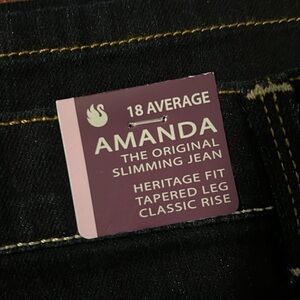 18 AVERAGE
AMANDA
THE ORIGINAL
SLIMMING JEAN
HERITAGE FIT
TAPERED LEG
CLASSIC RISE